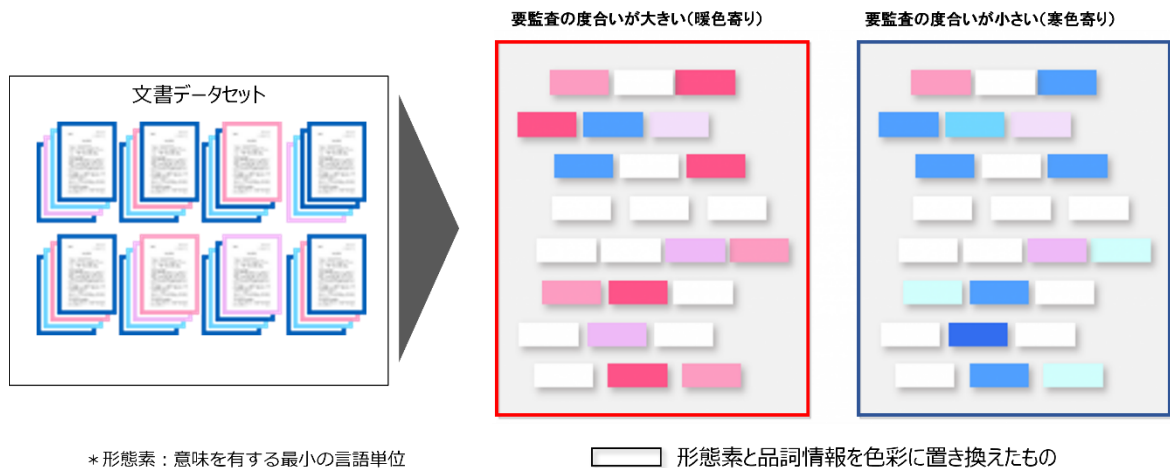 要監査の度合いが大きい（暖色寄り）
要監査の度合いが小さい（寒色寄り）
文書データセット
＊形態素：意味を有する最小の言語単位
形態素と品詞情報を色彩に置き換えたもの